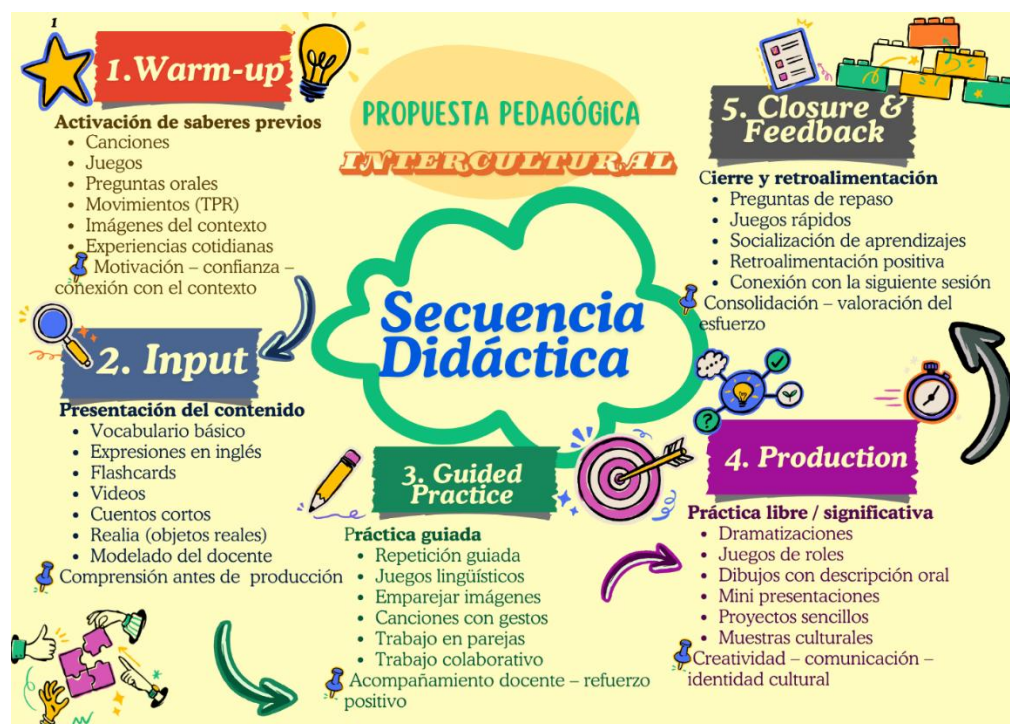 1
1.Warm-up
Activación de saberes previos
• Canciones
• Juegos
• Preguntas orales
• Movimientos (TPR)
• Imágenes del contexto
• Experiencias cotidianas
Motivación – confianza –
conexión con el contexto
PROPUESTA PEDAGÓGICA
INTERCULTURAL
Secuencia
Didáctica
2. Input
Presentación del contenido
• Vocabulario básico
• Expresiones en inglés
• Flashcards
• Videos
• Cuentos cortos
• Realia (objetos reales)
• Modelado del docente
Comprensión antes de producción
3. Guided
Practice
Práctica guiada
• Repetición guiada
• Juegos lingüísticos
• Emparejar imágenes
• Canciones con gestos
• Trabajo en parejas
• Trabajo colaborativo
Acompañamiento docente – refuerzo
positivo
4. Production
Práctica libre / significativa
• Dramatizaciones
• Juegos de roles
• Dibujos con descripción oral
• Mini presentaciones
• Proyectos sencillos
• Muestras culturales
Creatividad – comunicación –
identidad cultural
5. Closure &
Feedback
Cierre y retroalimentación
• Preguntas de repaso
• Juegos rápidos
• Socialización de aprendizajes
• Retroalimentación positiva
• Conexión con la siguiente sesión
Consolidación – valoración del
esfuerzo
?